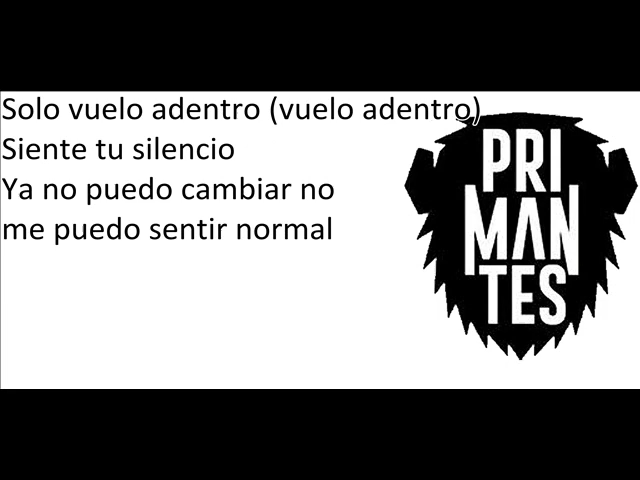 Solo vuelo adentro (vuelo adentro)
Siente tu silencio
Ya no puedo cambiar no
me puedo sentir normal
PRI
MAN
TES